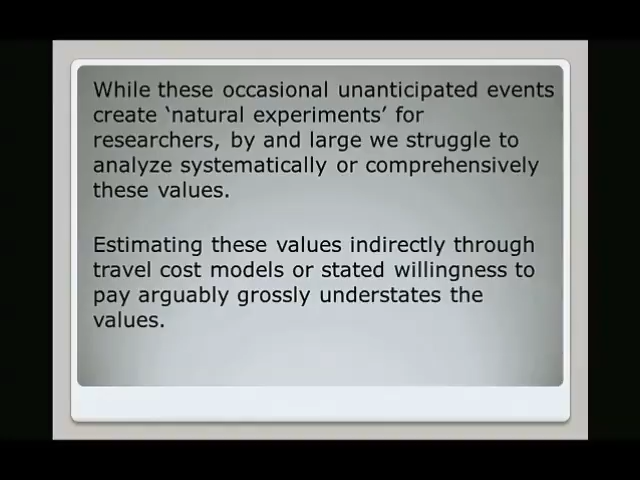 While these occasional unanticipated events
create ‘natural experiments’ for
researchers, by and large we struggle to
analyze systematically or comprehensively
these values.
Estimating these values indirectly through
travel cost models or stated willingness to
pay arguably grossly understates the
values.